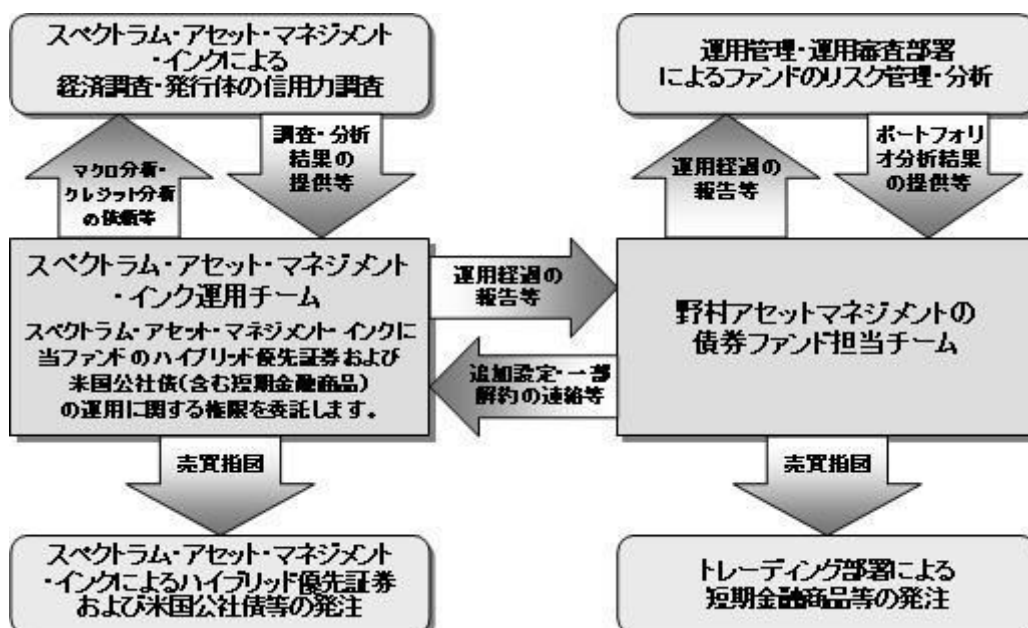 スペクトラム・アセット・マネジメント
・インクによる
経済調査・発行体の信用力調査
運用管理・運用審査部署
によるファンドのリスク管理・分析
マクロ分析・
クレジット分析
の依頼等
調査・分析
結果の
提供等
運用経過の
報告等
ポートフォリ
オ分析結果
の提供等
スペクトラム・アセット・マネジメント
・インク運用チーム
スペクトラム・アセット・マネジメント・インクに
当ファンドのハイブリッド優先証券および
米国公社債(含む短期金融商品)
の運用に関する権限を委託します。
運用経過の
報告等
追加設定・一部
解約の連絡等
野村アセットマネジメントの
債券ファンド担当チーム
売買指図
売買指図
スペクトラム・アセット・マネジメント
・インクによるハイブリッド優先証券
および米国公社債等の発注
トレーディング部署による
短期金融商品等の発注